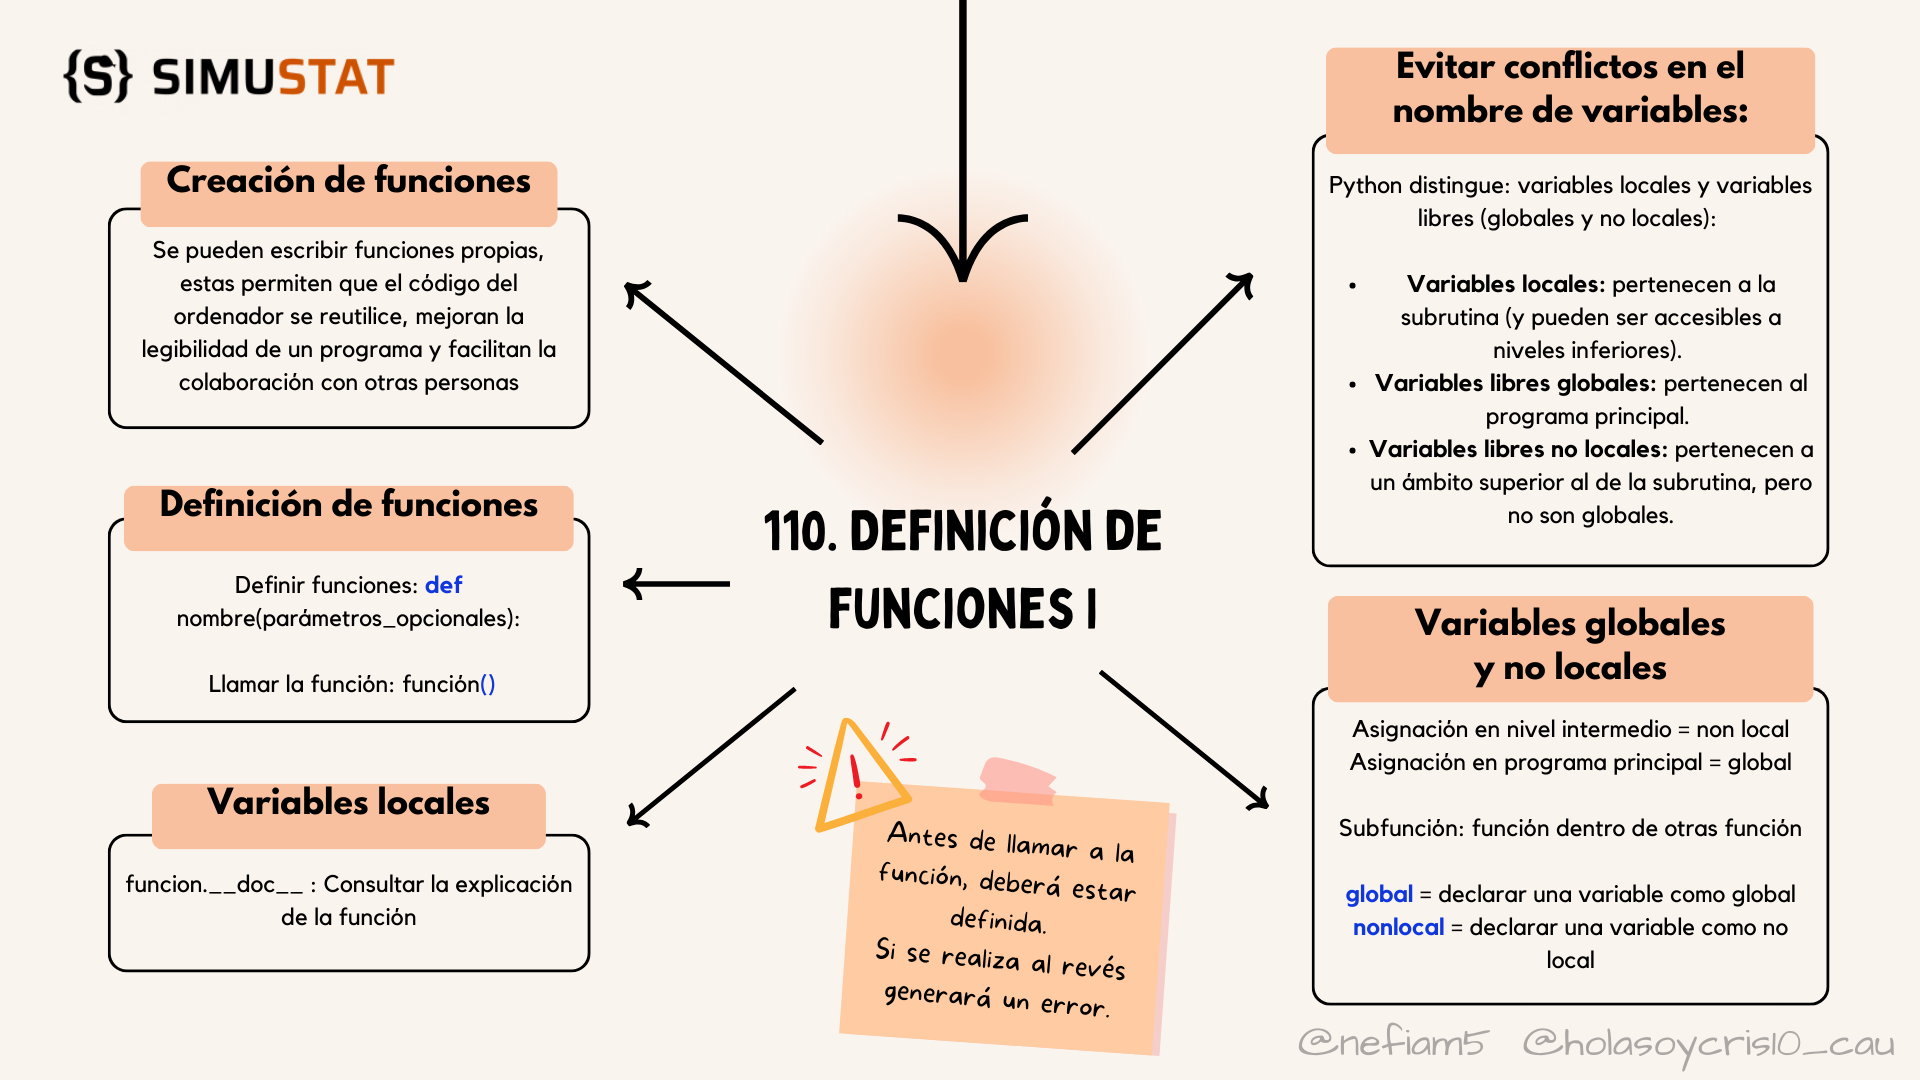 {S} SIMUSTAT
Creación de funciones
Se pueden escribir funciones propias,
estas permiten que el código del
ordenador se reutilice, mejoran la
legibilidad de un programa y facilitan la
colaboración con otras personas
Definición de funciones
Definir funciones: def
nombre(parámetros_opcionales):
Llamar la función: función()
Variables locales
funcion.__doc__ : Consultar la explicación
de la función
110. DEFINICIÓN DE
FUNCIONES I
!
Antes de llamar a la
función, deberá estar
definida.
Si se realiza al revés
generará un error.
Evitar conflictos en el
nombre de variables:
Python distingue: variables locales y variables
libres (globales y no locales):
• Variables locales: pertenecen a la
subrutina (y pueden ser accesibles a
niveles inferiores).
• Variables libres globales: pertenecen al
programa principal.
• Variables libres no locales: pertenecen a
un ámbito superior al de la subrutina, pero
no son globales.
Variables globales
y no locales
Asignación en nivel intermedio = non local
Asignación en programa principal = global
Subfunción: función dentro de otras función
global = declarar una variable como global
nonlocal = declarar una variable como no
local
@nefiam5 @holasoycris10_cau